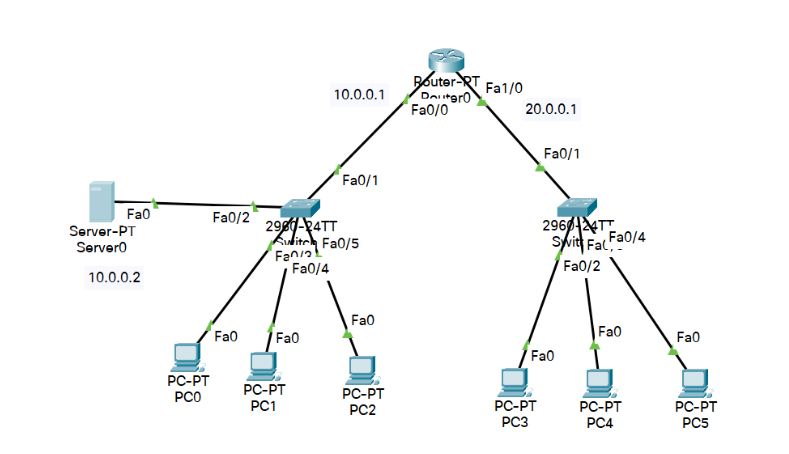 Router-PT
Router0
10.0.0.1
Fa0/0
Fa1/0
20.0.0.1
Fa0/1
Fa0/1
Fa0
Fa0/2
Server-PT
Server0
10.0.0.2
2960-24TT
Switch
Fa0/5
Fa0/3
Fa0/4
2960-24TT
Fa0/4
Fa0/2
Fa0
Fa0
Fa0
PC-PT
PC0
PC-PT
PC1
PC-PT
PC2
Fa0
Fa0
Fa0
PC-PT
PC3
PC-PT
PC4
PC-PT
PC5